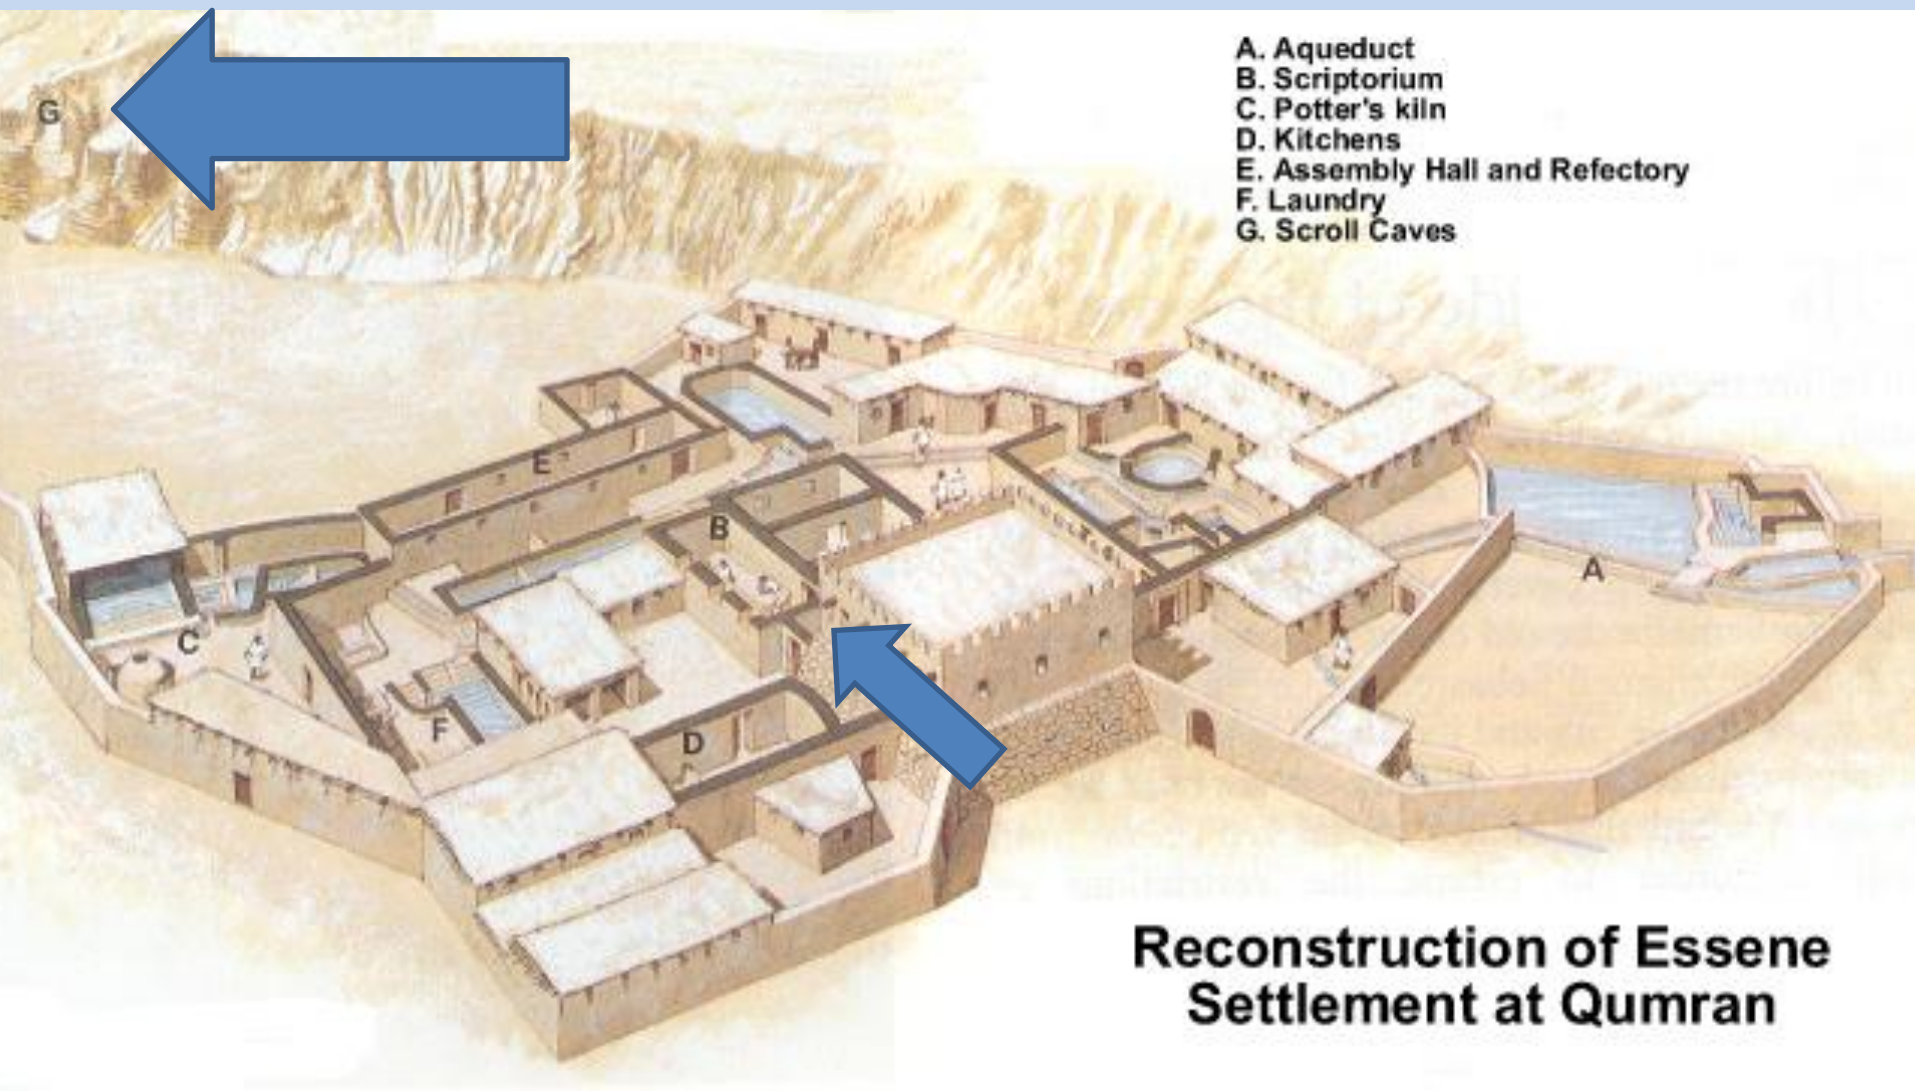 A. Aqueduct
B. Scriptorium
C. Potter's kiln
D. Kitchens
E. Assembly Hall and Refectory
F. Laundry
G. Scroll Caves
G
E
B
A
C
F
D
Reconstruction of Essene
Settlement at Qumran